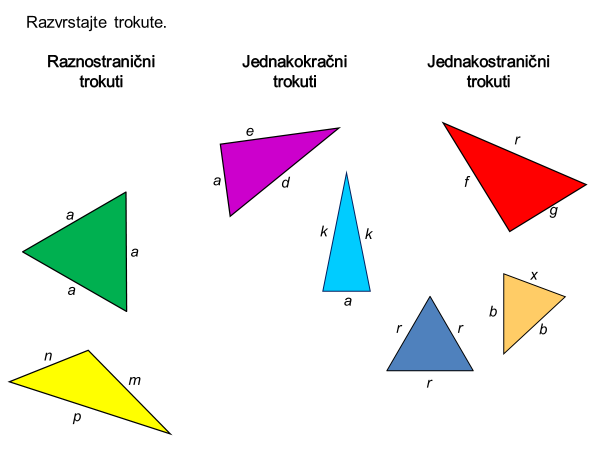 Razvrstajte trokute.
Raznostranični
trokuti
Jednakokračni
trokuti
Jednakostranični
trokuti
e
a
d
r
f
g
a
a
a
k
k
a
x
b
b
r
r
r
n
m
p